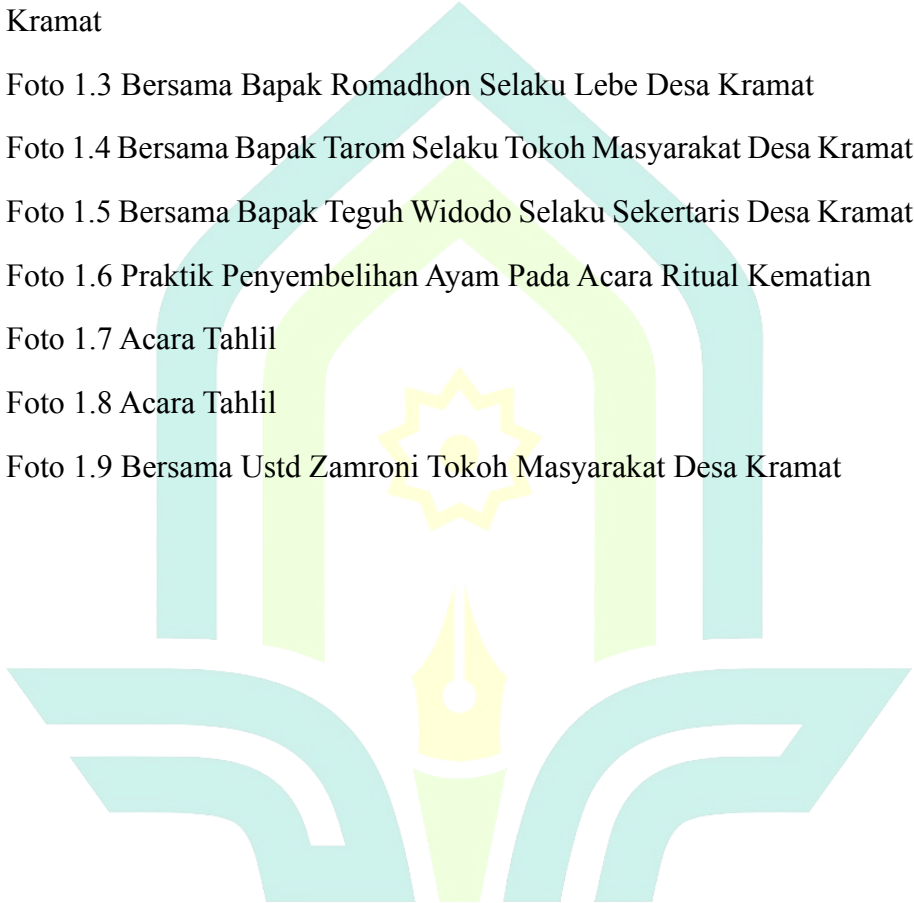 Kramat
Foto 1.3 Bersama Bapak Romadhon Selaku Lebe Desa Kramat
Foto 1.4 Bersama Bapak Tarom Selaku Tokoh Masyarakat Desa Kramat
Foto 1.5 Bersama Bapak Teguh Widodo Selaku Sekertaris Desa Kramat
Foto 1.6 Praktik Penyembelihan Ayam Pada Acara Ritual Kematian
Foto 1.7 Acara Tahlil
Foto 1.8 Acara Tahlil
Foto 1.9 Bersama Ustd Zamroni Tokoh Masyarakat Desa Kramat